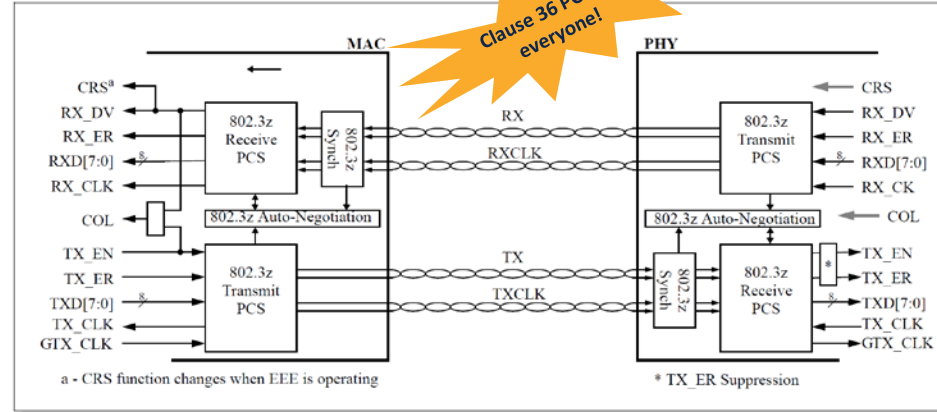 Clause 36
everyone!
MAC
PHY
CRSa
RX_DV
RX_ER
RXD[7:0]
8
RX_CLK
COL
TX_EN
TX_ER
TXD[7:0]
8
TX_CLK
GTX_CLK
802.3z
Receive
PCS
802.3z
Synch
802.3z Auto-Negotiation
802.3z
Transmit
PCS
RX
RXCLK
TX
TXCLK
802.3z
Transmit
PCS
802.3z Auto-Negotiation
802.3z
Synch
802.3z
Receive
PCS
CRS
RX_DV
RX_ER
RXD[7:0]
8
RX_CK
COL
TX_EN
*
TX_ER
TXD[7:0]
8
TX_CLK
GTX_CLK
a - CRS function changes when EEE is operating
* TX_ER Suppression